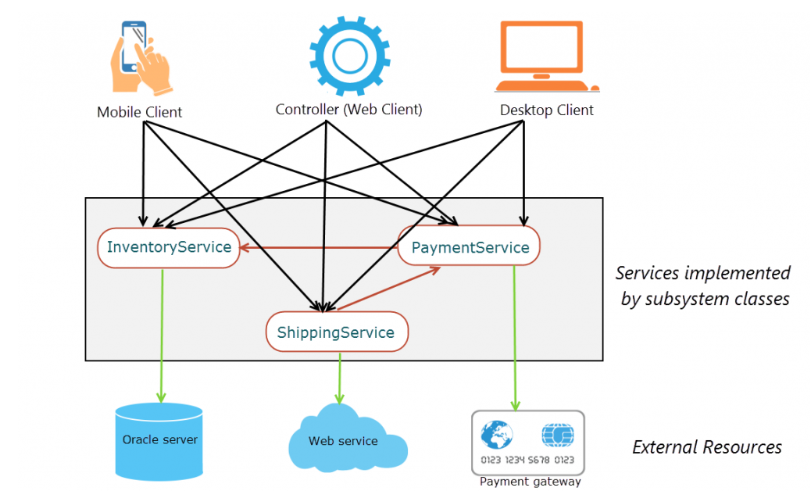 Mobile Client
Controller (Web Client)
Desktop Client
InventoryService
PaymentService
ShippingService
Services implemented
by subsystem classes
Oracle server
Web service
0123 1234 5678 0123
Payment gateway
External Resources